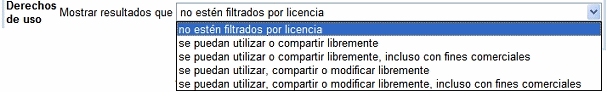 Derechos de uso Mostrar resultados que no estén filtrados por licencia
no estén filtrados por licencia
se puedan utilizar o compartir libremente
se puedan utilizar o compartir libremente, incluso con fines comerciales
se puedan utilizar, compartir o modificar libremente
se puedan utilizar, compartir o modificar libremente, incluso con fines comerciales